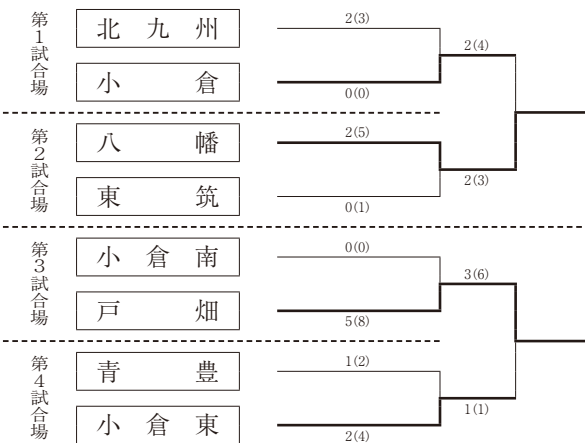 第1試合場
北九州
2(3)
小倉
0(0)
2(4)
第2試合場
八幡
2(5)
東筑
0(1)
2(3)
第3試合場
小倉南
0(0)
戸畑
5(8)
3(6)
第4試合場
青豊
1(2)
小倉東
2(4)
1(1)